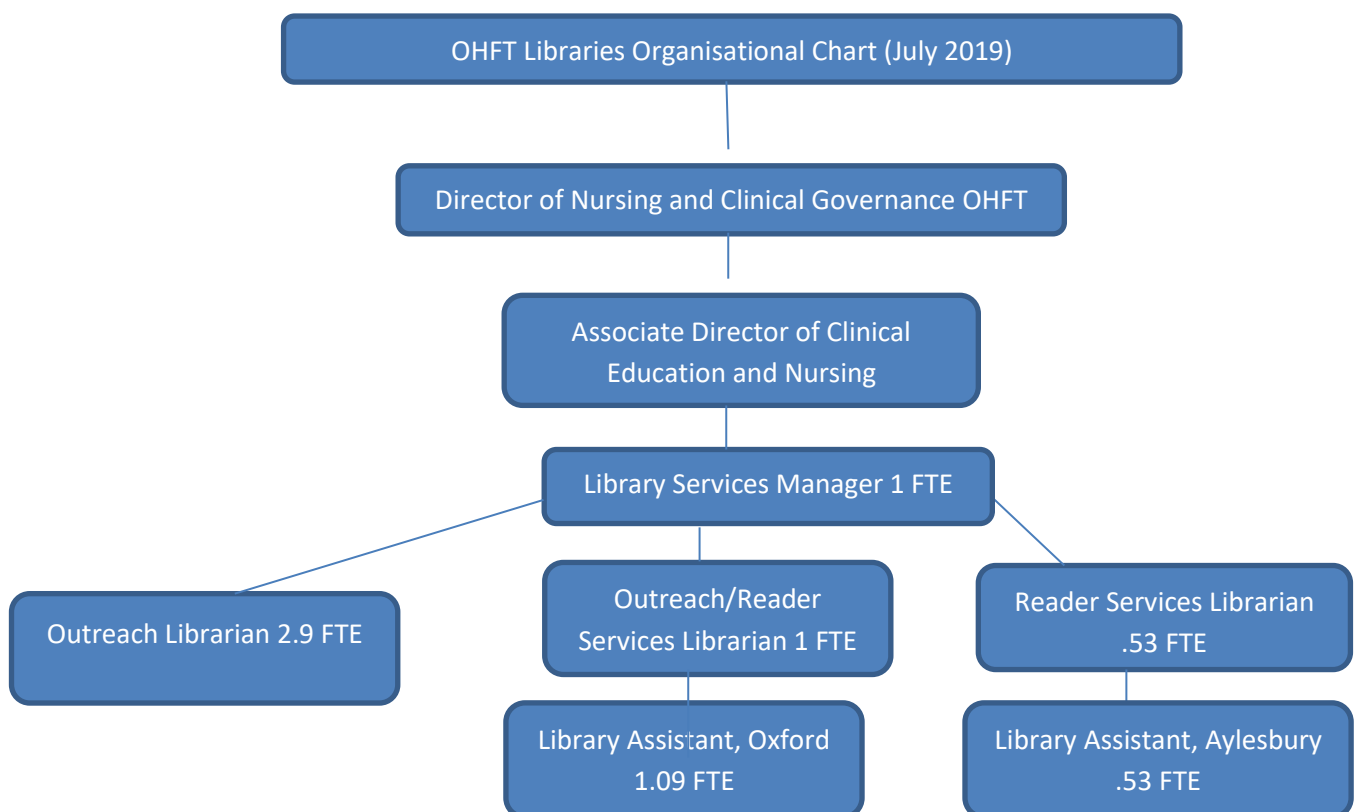 OHFT Libraries Organisational Chart (July 2019)
Director of Nursing and Clinical Governance OHFT
Associate Director of Clinical
Education and Nursing
Library Services Manager 1 FTE
Outreach Librarian 2.9 FTE
Outreach/Reader
Services Librarian 1 FTE
Reader Services Librarian
.53 FTE
Library Assistant, Oxford
1.09 FTE
Library Assistant, Aylesbury
.53 FTE